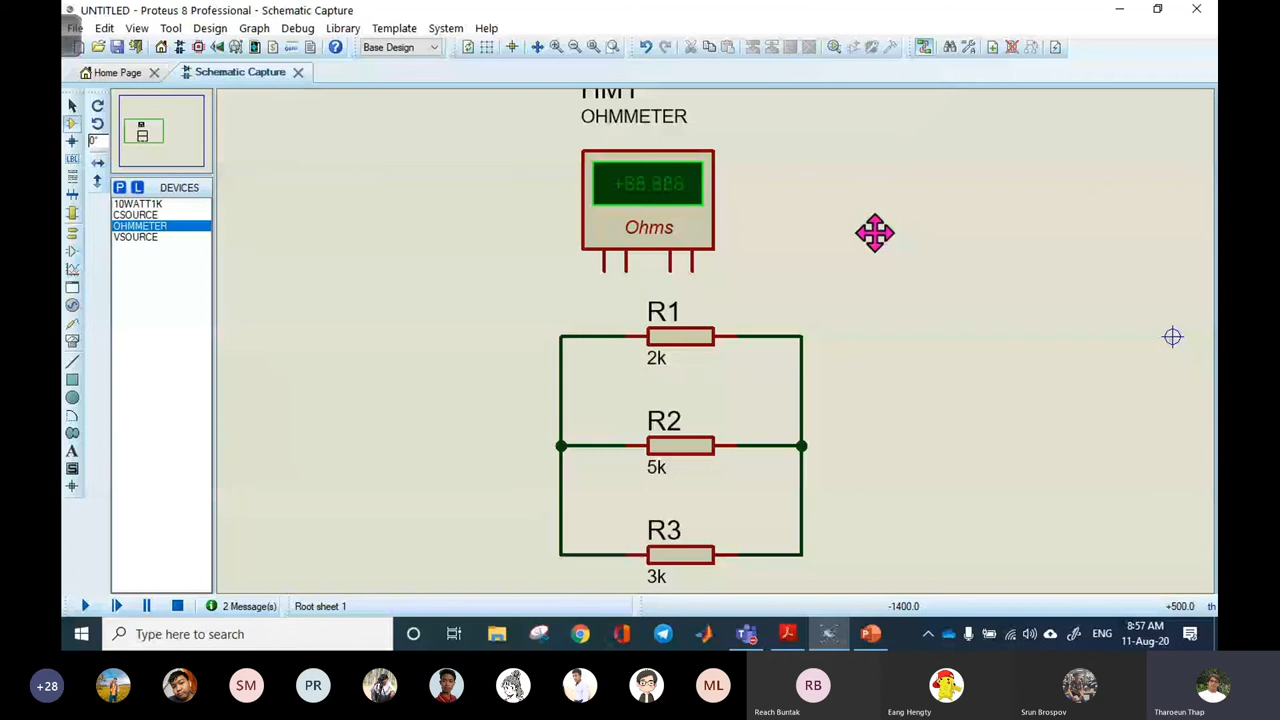 UNTITLED - Proteus 8 Professional - Schematic Capture
File Edit View Tool Design Graph Debug Library Template System Help
Base Design
Home Page
Schematic Capture
0°
LBL
P L DEVICES
10WATT1K
CSOURCE
OHMMETER
VSOURCE
OHMMETER
Ohms
R1
2k
R2
5k
R3
3k
2 Message(s)
Root sheet 1
-1400.0
+500.0
th
Type here to search
ENG
8:57 AM
11-Aug-20
+28
SM
PR
ML
RB
Reach Buntak
Eang Hengty
Srun Brospov
Tharoeun Thap